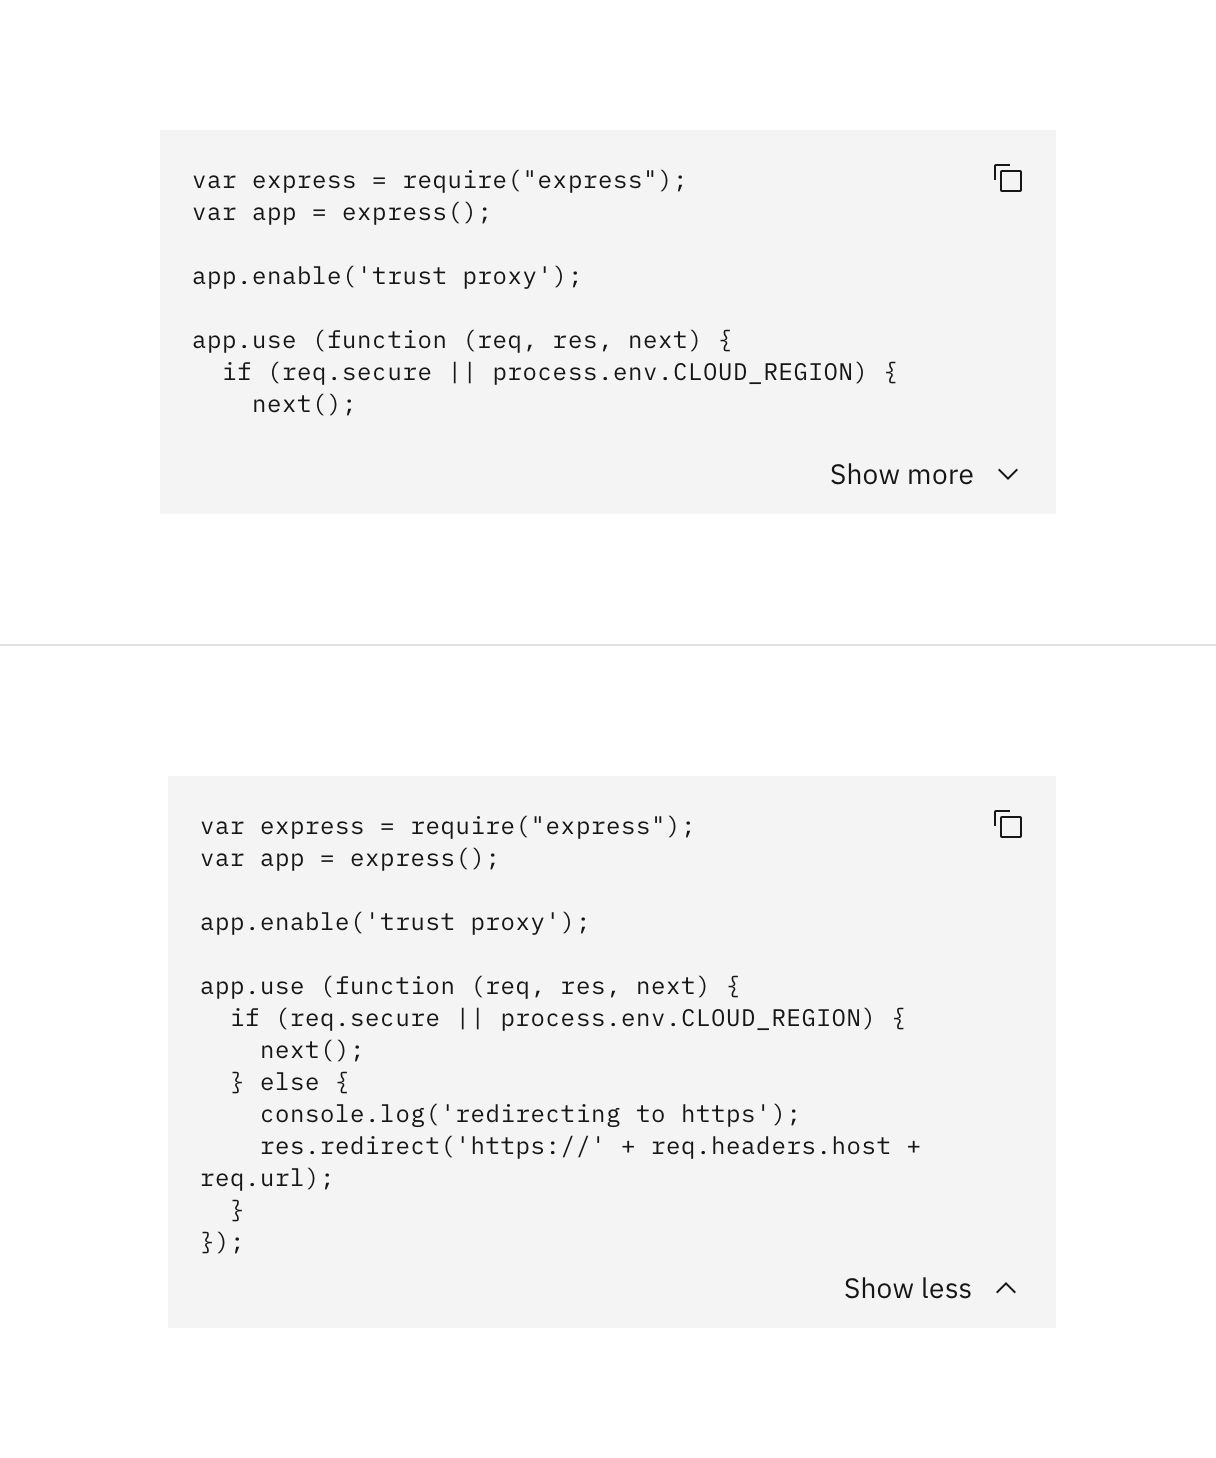 var express = require("express");
var app = express();

app.enable('trust proxy');

app.use (function (req, res, next) {
  if (req.secure || process.env.CLOUD_REGION) {
    next();
Show more
var express = require("express");
var app = express();

app.enable('trust proxy');

app.use (function (req, res, next) {
  if (req.secure || process.env.CLOUD_REGION) {
    next();
  } else {
    console.log('redirecting to https');
    res.redirect('https://' + req.headers.host +
req.url);
  }
});
Show less